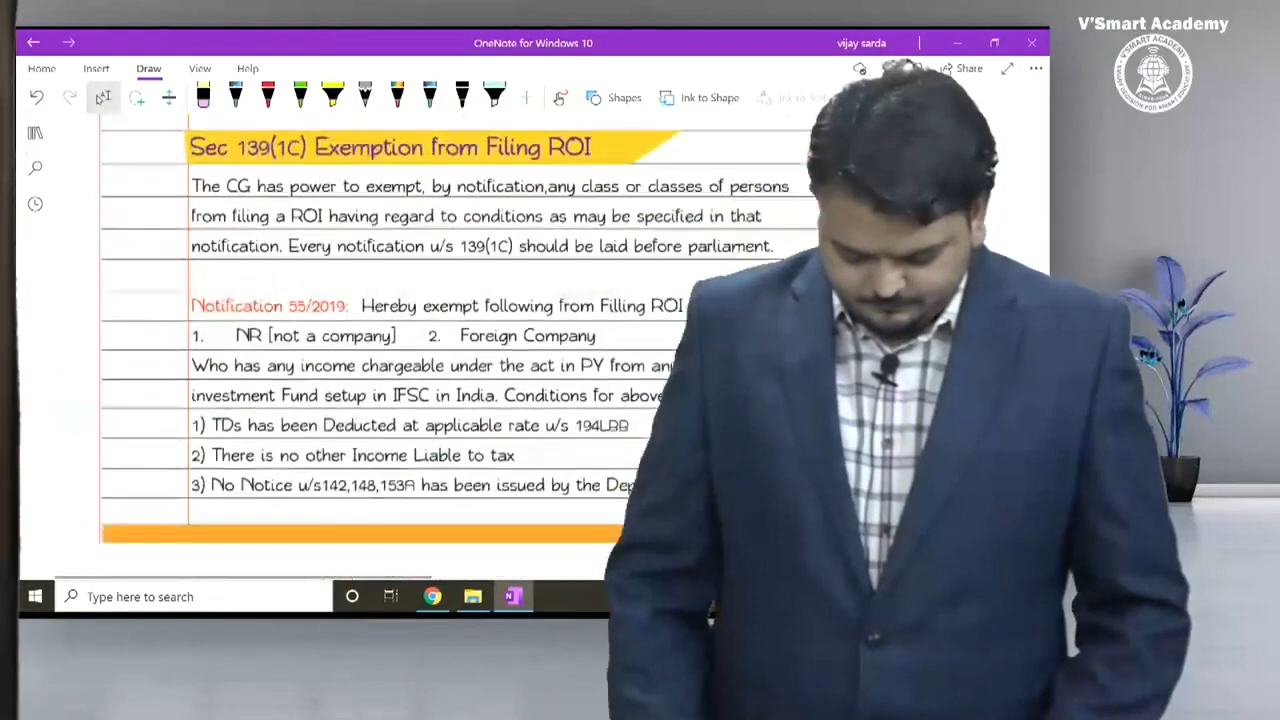 V'Smart Academy
OneNote for Windows 10
vijay sarda
Home Insert Draw View Help
Share
Shapes
Ink to Shape
Ink to
Sec 139(1C) Exemption from Filing ROI
The CG has power to exempt, by notification,any class or classes of persons
from filing a ROI having regard to conditions as may be specified in that
notification. Every notification u/s 139(1C) should be laid before parliament.
Notification 55/2019: Hereby exempt following from Filling ROI
1. NR [not a company] 2. Foreign Company
Who has any income chargeable under the act in PY from
investment Fund setup in IFSC in India. Conditions for
1) TDs has been Deducted at applicable rate u/s 194LBB
2) There is no other Income Liable to tax
3) No Notice u/s142,148,153A has been issued by the
Type here to search